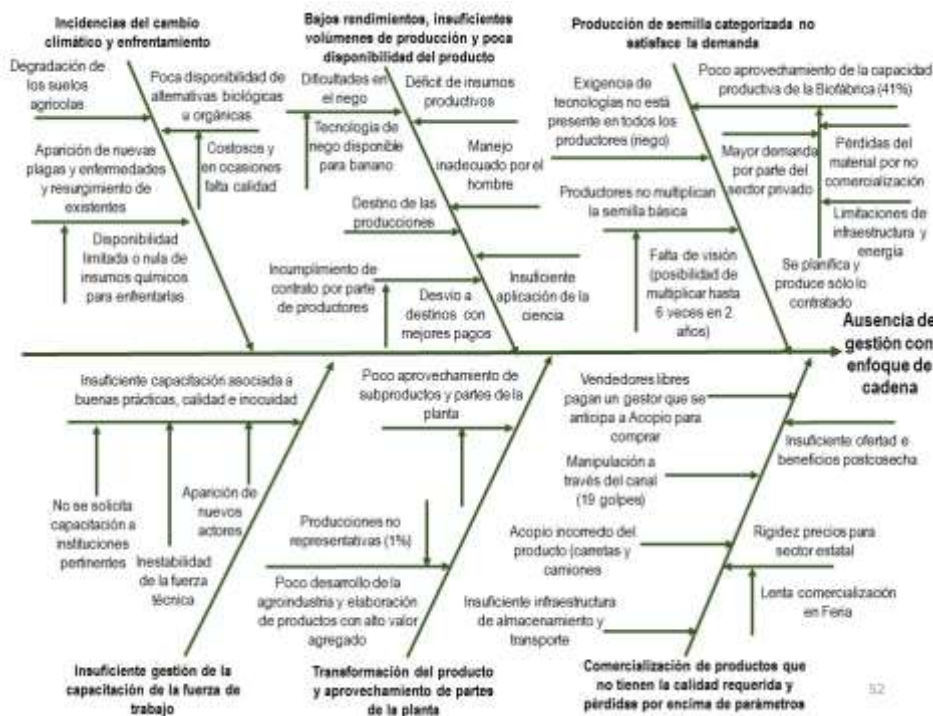 Incidencias del cambio
climático y enfrentamiento
Bajos rendimientos, insuficientes
volúmenes de producción y poca
disponibilidad del producto
Producción de semilla categorizada no
satisface la demanda
Degradación de
los suelos
agrícolas
Poca disponibilidad de
alternativas biológicas
u orgánicas
Costosos y
en ocasiones
falta calidad
Aparición de nuevas
plagas y enfermedades
y resurgimiento de
existentes
Disponibilidad
limitada o nula de
insumos químicos
para enfrentarlas
Dificultades en
el riego
Déficit de insumos
productivos
Tecnología de
riego disponible
para banano
Manejo
inadecuado por el
hombre
Destino de las
producciones
Incumplimiento de
contrato por parte
de productores
Desvío a
destinos con
mejores pagos
Insuficiente
aplicación de la
ciencia
Exigencia de
tecnologías no está
presente en todos los
productores (riego)
Poco aprovechamiento de la capacidad
productiva de la Biofábrica (41%)
Mayor demanda
por parte del
sector privado
Pérdidas del
material por no
comercialización
Productores no multiplican
la semilla básica
Limitaciones de
infraestructura y
energía
Falta de visión
(posibilidad de
multiplicar hasta
6 veces en 2
años)
Se planifica y
produce sólo lo
contratado
Ausencia de
gestión con
enfoque de
cadena
Insuficiente capacitación asociada a
buenas prácticas, calidad e inocuidad
No se solicita
capacitación a
instituciones
pertinentes
Inestabilidad
de la fuerza
técnica
Aparición de
nuevos
actores
Poco aprovechamiento de
subproductos y partes de la
planta
Producciones no
representativas (1%)
Poco desarrollo de la
agroindustria y elaboración
de productos con alto valor
agregado
Vendedores libres
pagan un gestor que se
anticipa a Acopio para
comprar
Insuficiente ofertad e
beneficios postcosecha
Manipulación a
través del canal
(19 golpes)
Acopio incorrecto del
producto (carretas y
camiones
Rigidez precios para
sector estatal
Insuficiente infraestructura
de almacenamiento y
transporte
Lenta comercialización
en Feria
Insuficiente gestión de la
capacitación de la fuerza de
trabajo
Transformación del producto
y aprovechamiento de partes
de la planta
Comercialización de productos que
no tienen la calidad requerida y
pérdidas por encima de parámetros
52